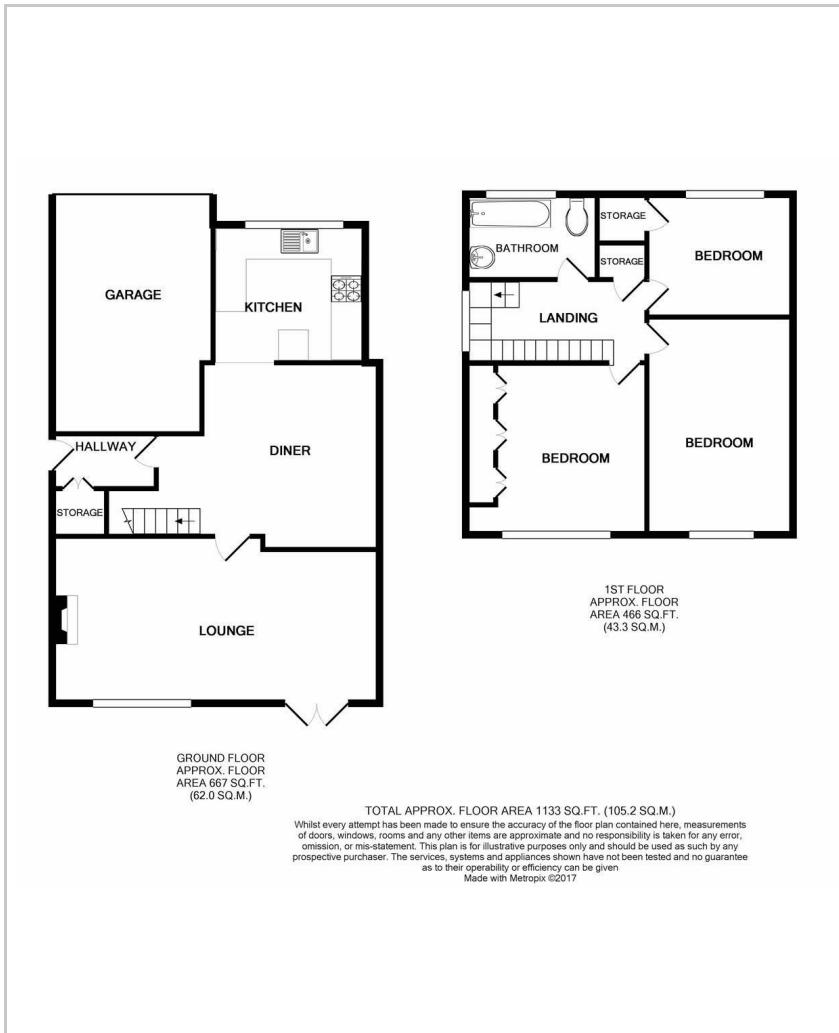 GARAGE
KITCHEN
HALLWAY
DINER
STORAGE
LOUNGE
GROUND FLOOR
APPROX. FLOOR
AREA 667 SQ.FT.
(62.0 SQ.M.)
STORAGE
BATHROOM
STORAGE
BEDROOM
LANDING
BEDROOM
BEDROOM
1ST FLOOR
APPROX. FLOOR
AREA 466 SQ.FT.
(43.3 SQ.M.)
TOTAL APPROX. FLOOR AREA 1133 SQ.FT. (105.2 SQ.M.)
Whilst every attempt has been made to ensure the accuracy of the floor plan contained here, measurements
of doors, windows, rooms and any other items are approximate and no responsibility is taken for any error,
omission, or mis-statement. This plan is for illustrative purposes only and should be used as such by any
prospective purchaser. The services, systems and appliances shown have not been tested and no guarantee
as to their operability or efficiency can be given
Made with Metropix ©2017